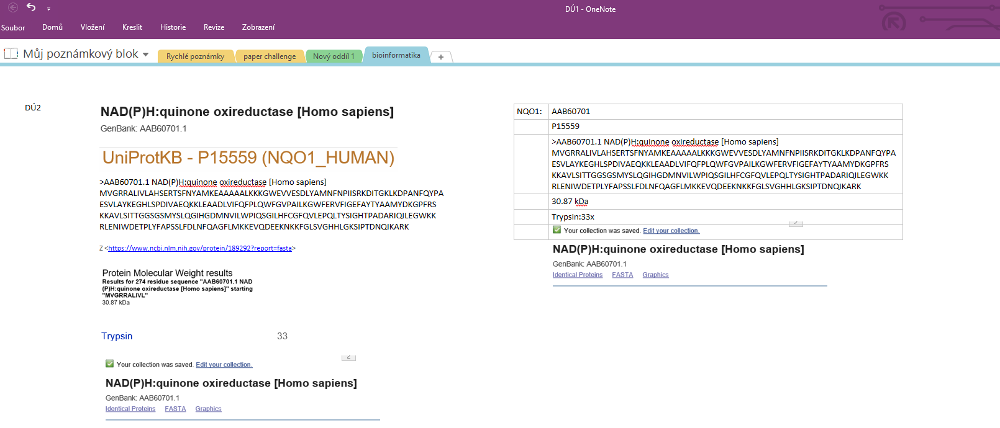 DÚ1 - OneNote
Soubor Domů Vložení Kreslit Historie Revize Zobrazení
Můj poznámkový blok Rychlé poznámky paper challenge Nový oddíl 1 bioinformatika +
DÚ2
NAD(P)H:quinone oxireductase [Homo sapiens]
GenBank: AAB60701.1
UniProtKB - P15559 (NQO1_HUMAN)
>AAB60701.1 NAD(P)H:quinone oxireductase [Homo sapiens]
MVGRRALIVLAHSERTSFNYAMKEAAAAALKKKGWEVVESDLYAMNFNPIISRKDITGKLKDPANFQYPA
ESVLAYKEGHLSPDIVAEQKKLEAADLVIFQFPLQWFGVPAILKGWFERVFIGEFAYTYAAMYDKGPFRS
KKAVLSITTGGSGSMYSLQGIHGDMNVILWPIQSGILHFCGFQVLEPQLTYSIGHTPADARIQILEGWKK
RLENIWDETPLYFAPSSLFDLNFQAGFLMKKEVQDEEKNKKFGLSVGHHLGKSIPTDNQIKARK
Z <https://www.ncbi.nlm.nih.gov/protein/189292?report=fasta>
Protein Molecular Weight results
Results for 274 residue sequence "AAB60701.1 NAD
(P)H:quinone oxireductase [Homo sapiens]" starting
"MVGRRALIVL"
30.87 kDa
Trypsin 33
Your collection was saved. Edit your collection.
NAD(P)H:quinone oxireductase [Homo sapiens]
GenBank: AAB60701.1
Identical Proteins FASTA Graphics
NQO1: AAB60701
P15559
>AAB60701.1 NAD(P)H:quinone oxireductase [Homo sapiens]
MVGRRALIVLAHSERTSFNYAMKEAAAAALKKKGWEVVESDLYAMNFNPIISRKDITGKLKDPANFQYPA
ESVLAYKEGHLSPDIVAEQKKLEAADLVIFQFPLQWFGVPAILKGWFERVFIGEFAYTYAAMYDKGPFRS
KKAVLSITTGGSGSMYSLQGIHGDMNVILWPIQSGILHFCGFQVLEPQLTYSIGHTPADARIQILEGWKK
RLENIWDETPLYFAPSSLFDLNFQAGFLMKKEVQDEEKNKKFGLSVGHHLGKSIPTDNQIKARK
30.87 kDa
Trypsin:33x
Your collection was saved. Edit your collection.
NAD(P)H:quinone oxireductase [Homo sapiens]
GenBank: AAB60701.1
Identical Proteins FASTA Graphics